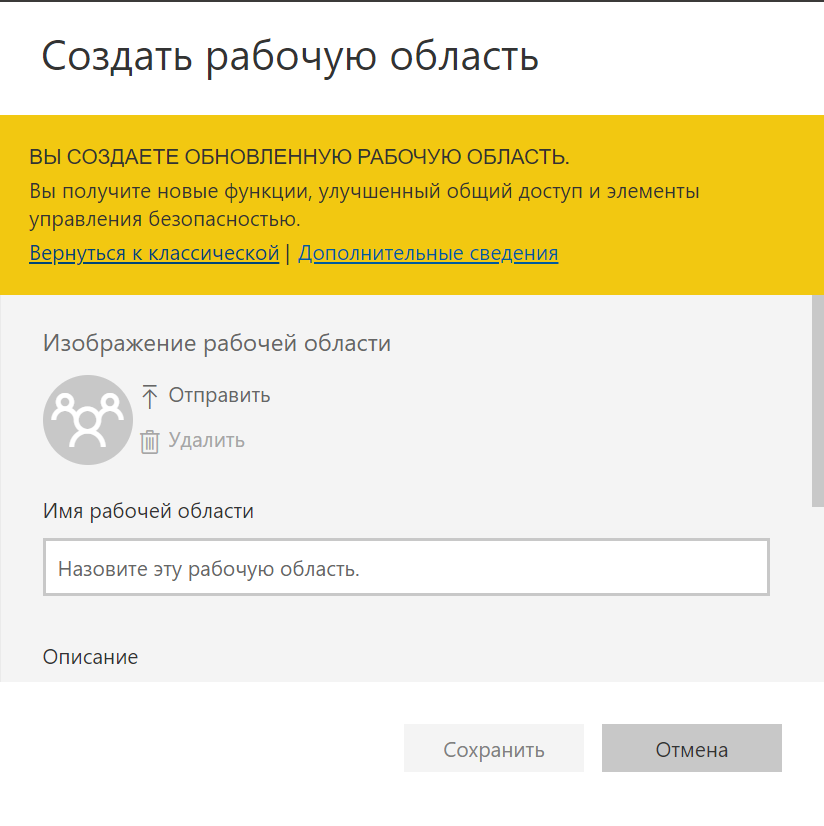 Создать рабочую область
ВЫ СОЗДАЕТЕ ОБНОВЛЕННУЮ РАБОЧУЮ ОБЛАСТЬ.
Вы получите новые функции, улучшенный общий доступ и элементы
управления безопасностью.
Вернуться к классической | Дополнительные сведения
Изображение рабочей области
Отправить
Удалить
Имя рабочей области
Назовите эту рабочую область.
Описание
Сохранить Отмена